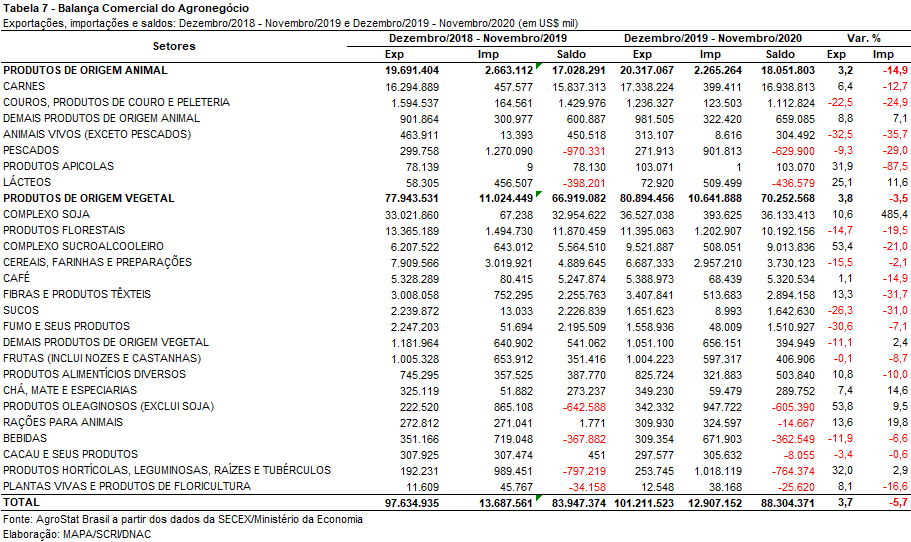 Tabela 7 - Balança Comercial do Agronegócio
Exportações, importações e saldos: Dezembro/2018 - Novembro/2019 e Dezembro/2019 - Novembro/2020 (em US$ mil)
Setores Dezembro/2018 - Novembro/2019 Dezembro/2019 - Novembro/2020 Var. %
Exp Imp Saldo Exp Imp Saldo Exp Imp
PRODUTOS DE ORIGEM ANIMAL 19.691.404 2.663.112 17.028.291 20.317.067 2.265.264 18.051.803 3,2 -14,9
CARNES 16.294.889 457.577 15.837.313 17.338.224 399.411 16.938.813 6,4 -12,7
COUROS, PRODUTOS DE COURO E PELETERIA 1.594.537 164.561 1.429.976 1.236.327 123.503 1.112.824 -22,5 -24,9
DEMAIS PRODUTOS DE ORIGEM ANIMAL 901.864 300.977 600.887 981.505 322.420 659.085 8,8 7,1
ANIMAIS VIVOS (EXCETO PESCADOS) 463.911 13.393 450.518 313.107 8.616 304.492 -32,5 -35,7
PESCADOS 299.758 1.270.090 -970.331 271.913 901.813 -629.900 -9,3 -29,0
PRODUTOS APICOLAS 78.139 9 78.130 103.071 1 103.070 31,9 -87,5
LÁCTEOS 58.305 456.507 -398.201 72.920 509.499 -436.579 25,1 11,6
PRODUTOS DE ORIGEM VEGETAL 77.943.531 11.024.449 66.919.082 80.894.456 10.641.888 70.252.568 3,8 -3,5
COMPLEXO SOJA 33.021.860 67.238 32.954.622 36.527.038 393.625 36.133.413 10,6 485,4
PRODUTOS FLORESTAIS 13.365.189 1.494.730 11.870.459 11.395.063 1.202.907 10.192.156 -14,7 -19,5
COMPLEXO SUCROALCOOLEIRO 6.207.522 643.012 5.564.510 9.521.887 508.051 9.013.836 53,4 -21,0
CEREAIS, FARINHAS E PREPARAÇÕES 7.909.566 3.019.921 4.889.645 6.687.333 2.957.210 3.730.123 -15,5 -2,1
CAFÉ 5.328.289 80.415 5.247.874 5.388.973 68.439 5.320.534 1,1 -14,9
FIBRAS E PRODUTOS TÊXTEIS 3.008.058 752.295 2.255.763 3.407.841 513.683 2.894.158 13,3 -31,7
SUCOS 2.239.872 13.033 2.226.839 1.651.623 8.993 1.642.630 -26,3 -31,0
FUMO E SEUS PRODUTOS 2.247.203 51.694 2.195.509 1.558.936 48.009 1.510.927 -30,6 -7,1
DEMAIS PRODUTOS DE ORIGEM VEGETAL 1.181.964 640.902 541.062 1.051.100 656.151 394.949 -11,1 2,4
FRUTAS (INCLUI NOZES E CASTANHAS) 1.005.328 653.912 351.416 1.004.223 597.317 406.906 -0,1 -8,7
PRODUTOS ALIMENTÍCIOS DIVERSOS 745.295 357.525 387.770 825.724 321.883 503.840 10,8 -10,0
CHÁ, MATE E ESPECIARIAS 325.119 51.882 273.237 349.230 59.479 289.752 7,4 14,6
PRODUTOS OLEAGINOSOS (EXCLUI SOJA) 222.520 865.108 -642.588 342.332 947.722 -605.390 53,8 9,5
RAÇÕES PARA ANIMAIS 272.812 271.041 1.771 309.930 324.597 -14.667 13,6 19,8
BEBIDAS 351.166 719.048 -367.882 309.354 671.903 -362.549 -11,9 -6,6
CACAU E SEUS PRODUTOS 307.925 307.474 451 297.577 305.632 -8.055 -3,4 -0,6
PRODUTOS HORTÍCOLAS, LEGUMINOSAS, RAÍZES E TUBÉRCULOS 192.231 989.451 -797.219 253.745 1.018.119 -764.374 32,0 2,9
PLANTAS VIVAS E PRODUTOS DE FLORICULTURA 11.609 45.767 -34.158 12.548 38.168 -25.620 8,1 -16,6
TOTAL 97.634.935 13.687.561 83.947.374 101.211.523 12.907.152 88.304.371 3,7 -5,7
Fonte: AgroStat Brasil a partir dos dados da SECEX/Ministério da Economia
Elaboração: MAPA/SCRI/DNAC